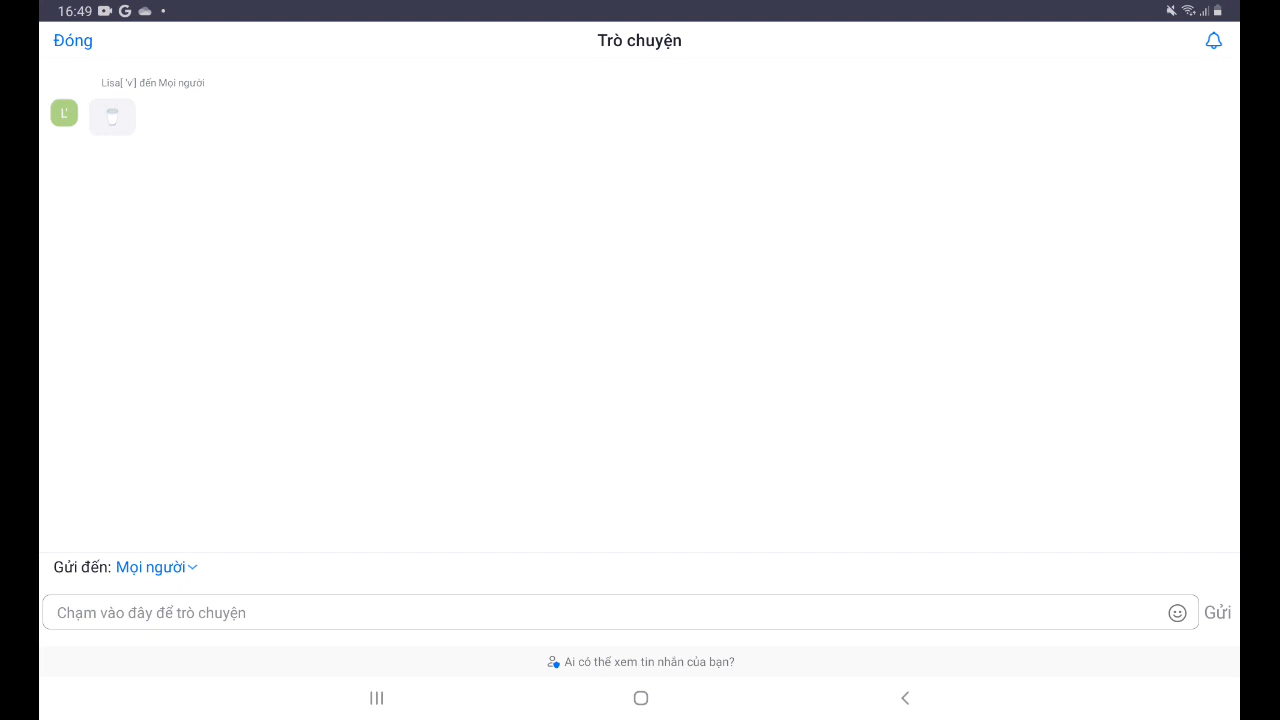 16:49
Đóng
Trò chuyện
Lisa[ 'V] đến Mọi người
L'
Gửi đến: Mọi người
Chạm vào đây để trò chuyện
Gửi
Ai có thể xem tin nhắn của bạn?